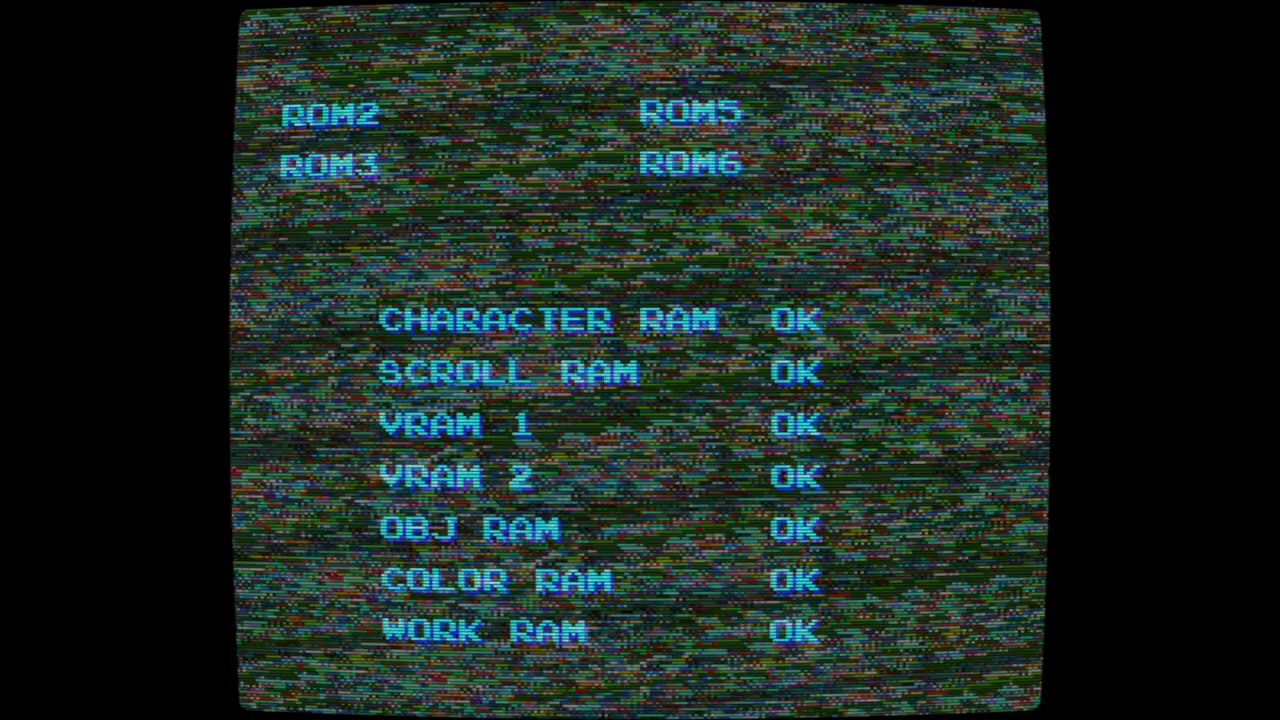 ROM2 ROM5
ROM3 ROM6
CHARACTER RAM OK
SCROLL RAM OK
VRAM 1 OK
VRAM 2 OK
OBJ RAM OK
COLOR RAM OK
WORK RAM OK